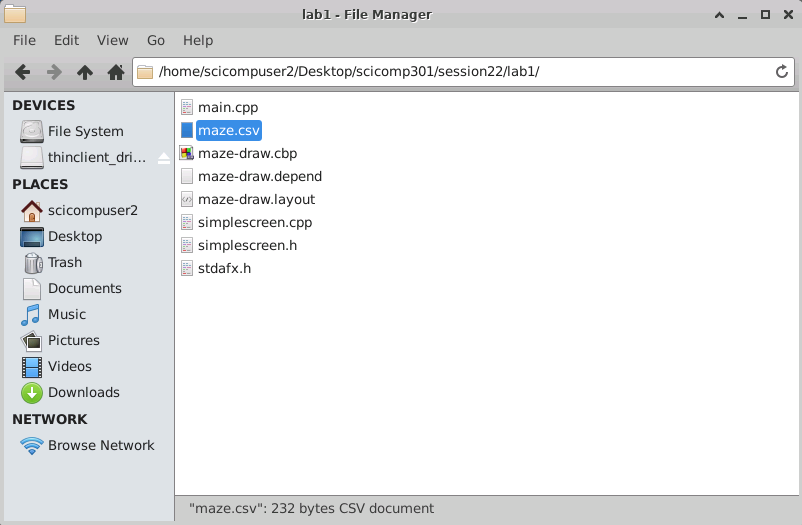 lab1 - File Manager
File Edit View Go Help
/home/scicompuser2/Desktop/scicomp301/session22/lab1/
DEVICES
File System
thinclient_dri...
PLACES
scicompuser2
Desktop
Trash
Documents
Music
Pictures
Videos
Downloads
NETWORK
Browse Network
main.cpp
maze.csv
maze-draw.cbp
maze-draw.depend
maze-draw.layout
simplescreen.cpp
simplescreen.h
stdafx.h
"maze.csv": 232 bytes CSV document